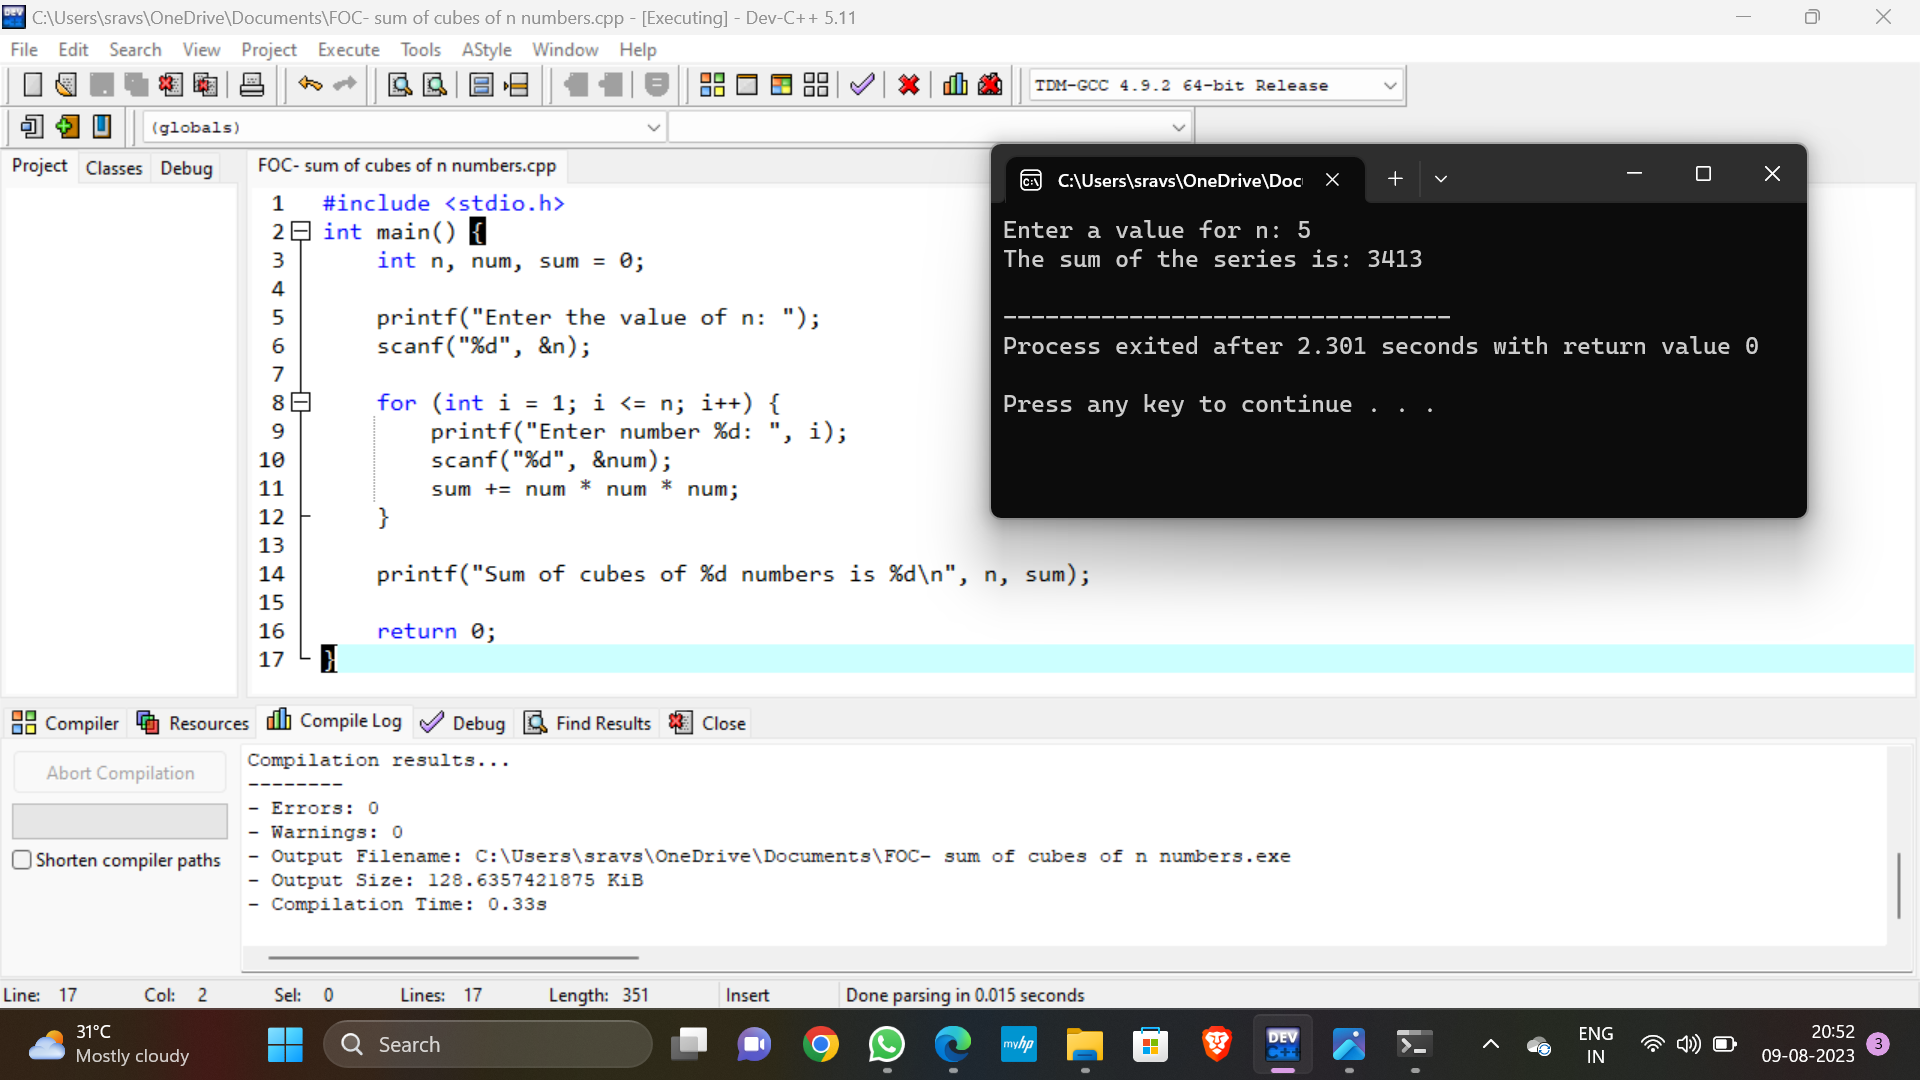 C:\Users\sravs\OneDrive\Documents\FOC- sum of cubes of n numbers.cpp - [Executing] - Dev-C++ 5.11
File Edit Search View Project Execute Tools AStyle Window Help
TDM-GCC 4.9.2 64-bit Release
(globals)
Project Classes Debug
FOC- sum of cubes of n numbers.cpp
1 #include <stdio.h>
2 int main() {
3 int n, num, sum = 0;
4
5 printf("Enter the value of n: ");
6 scanf("%d", &n);
7
8 for (int i = 1; i <= n; i++) {
9 printf("Enter number %d: ", i);
10 scanf("%d", &num);
11 sum += num * num * num;
12 }
13
14 printf("Sum of cubes of %d numbers is %d\n", n, sum);
15
16 return 0;
17 }
C:\Users\sravs\OneDrive\Doc
Enter a value for n: 5
The sum of the series is: 3413
--------------------------------
Process exited after 2.301 seconds with return value 0
Press any key to continue . . .
Compiler Resources Compile Log Debug Find Results Close
Abort Compilation
Shorten compiler paths
Compilation results...
--------
- Errors: 0
- Warnings: 0
- Output Filename: C:\Users\sravs\OneDrive\Documents\FOC- sum of cubes of n numbers.exe
- Output Size: 128.6357421875 KiB
- Compilation Time: 0.33s
Line: 17 Col: 2 Sel: 0 Lines: 17 Length: 351 Insert Done parsing in 0.015 seconds
31°C
Mostly cloudy
Search
myhp
DEV
C++
ENG
IN
20:52
09-08-2023
3